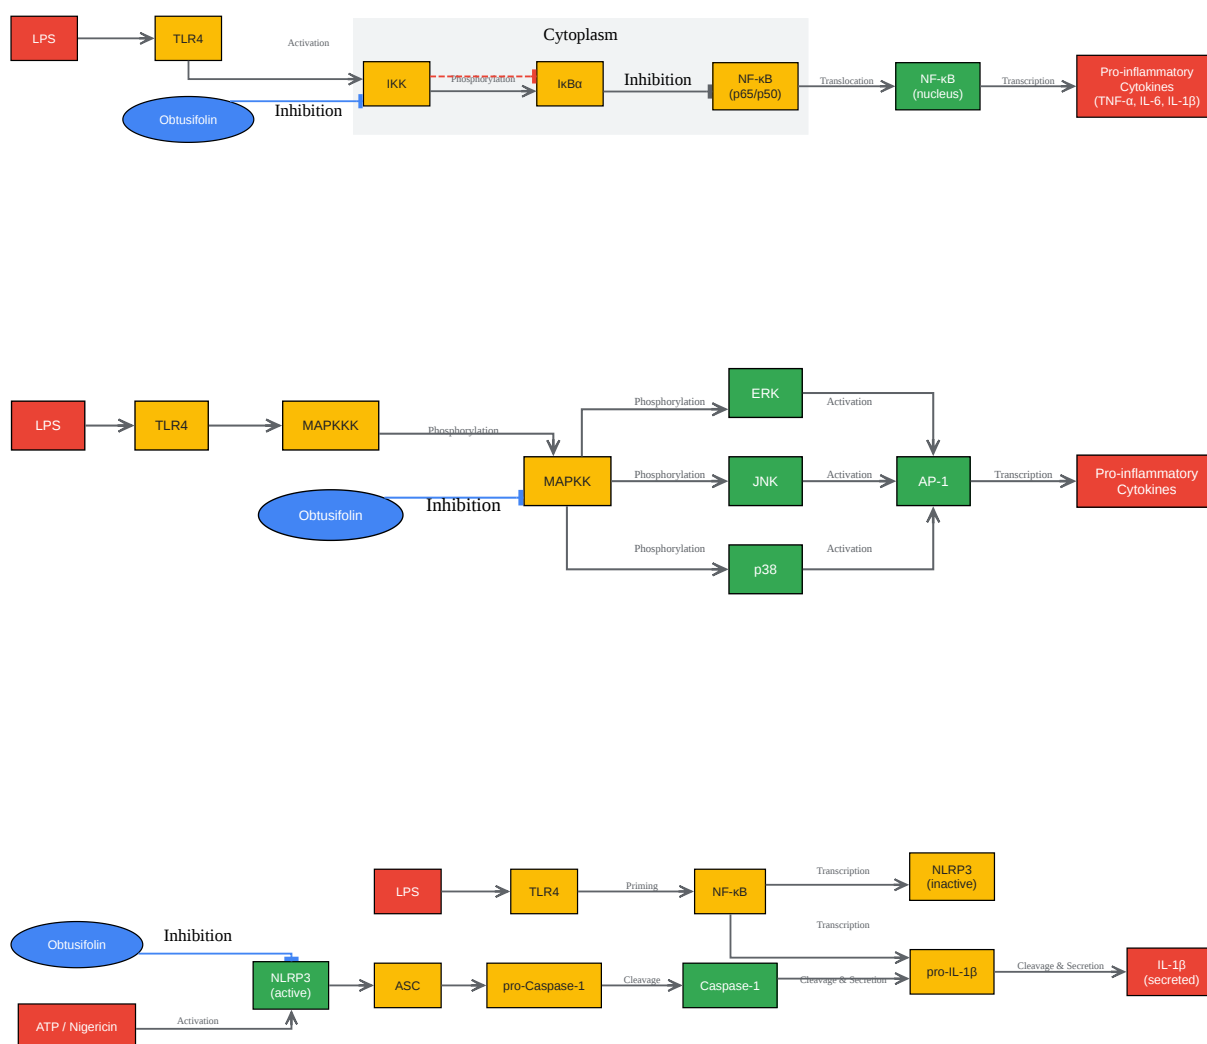 Cytoplasm
LPS
TLR4
Activation
IKK
Phosphorylation
IκBα
Inhibition
NF-κB
(p65/p50)
Translocation
NF-κB
(nucleus)
Transcription
Pro-inflammatory
Cytokines
(TNF-α, IL-6, IL-1β)
Obtusifolin
Inhibition
LPS
TLR4
MAPKKK
Phosphorylation
Obtusifolin
Inhibition
MAPKK
Phosphorylation
ERK
Activation
Phosphorylation
JNK
Activation
AP-1
Transcription
Pro-inflammatory
Cytokines
Phosphorylation
p38
Activation
LPS
TLR4
Priming
NF-κB
Transcription
NLRP3
(inactive)
Transcription
Obtusifolin
Inhibition
NLRP3
(active)
ASC
pro-Caspase-1
Cleavage
Caspase-1
Cleavage & Secretion
pro-IL-1β
Cleavage & Secretion
IL-1β
(secreted)
ATP / Nigericin
Activation